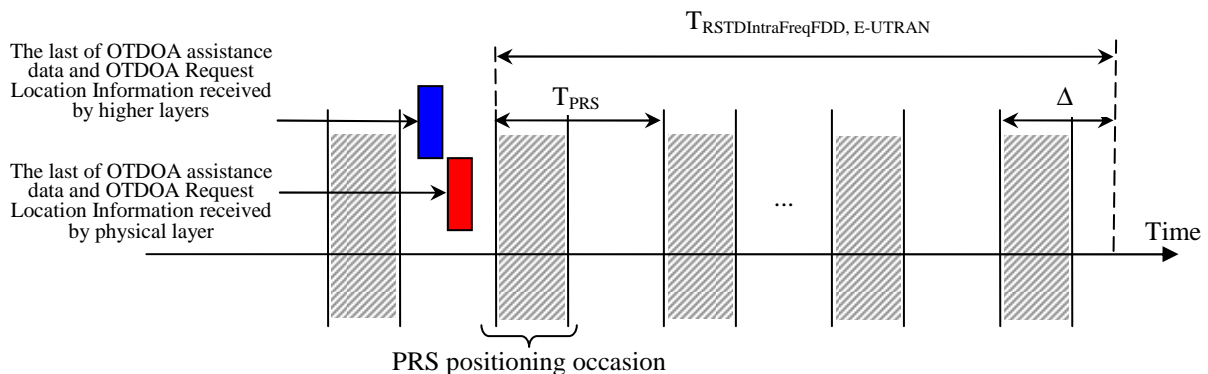 T_RSTDIntraFreqFDD, E-UTRAN
The last of OTDOA assistance
data and OTDOA Request
Location Information received
by higher layers
T_PRS
Δ
The last of OTDOA assistance
data and OTDOA Request
Location Information received
by physical layer
...
Time
PRS positioning occasion